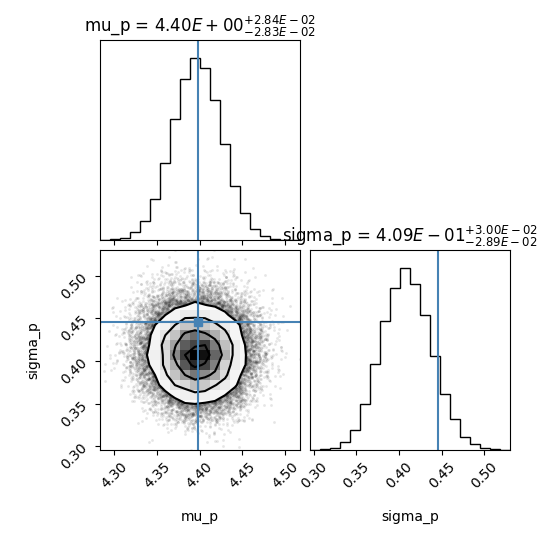 mu_p = 4.40E + 00+2.84E − 02 −2.83E − 02
sigma_p = 4.09E − 01+3.00E − 02 −2.89E − 02
0.50
0.45
0.40
0.35
0.30
sigma_p
4.30 4.35 4.40 4.45 4.50
0.30 0.35 0.40 0.45 0.50
mu_p
sigma_p